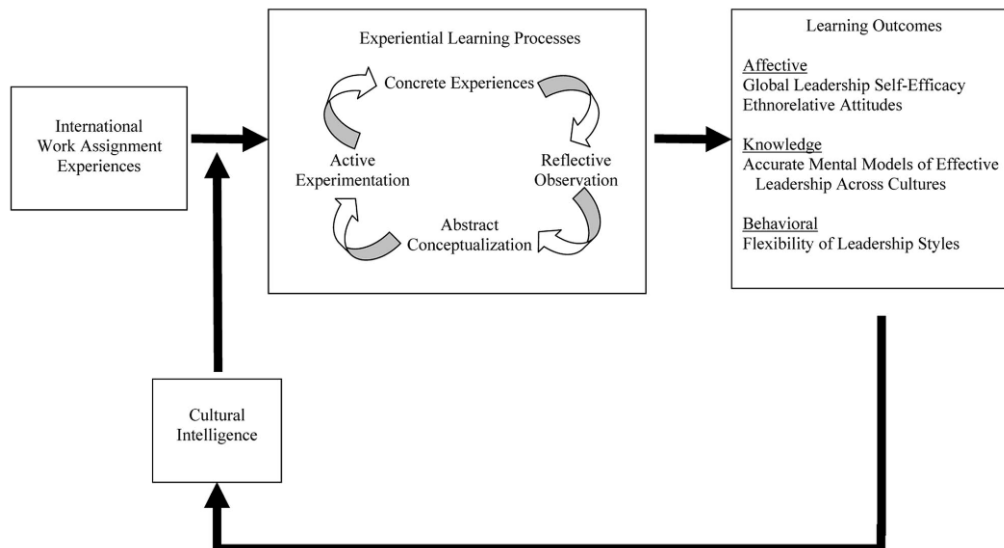 International
Work Assignment
Experiences
Experiential Learning Processes
Concrete Experiences
Reflective
Observation
Abstract
Conceptualization
Active
Experimentation
Learning Outcomes
Affective
Global Leadership Self-Efficacy
Ethnorelative Attitudes
Knowledge
Accurate Mental Models of Effective
Leadership Across Cultures
Behavioral
Flexibility of Leadership Styles
Cultural
Intelligence